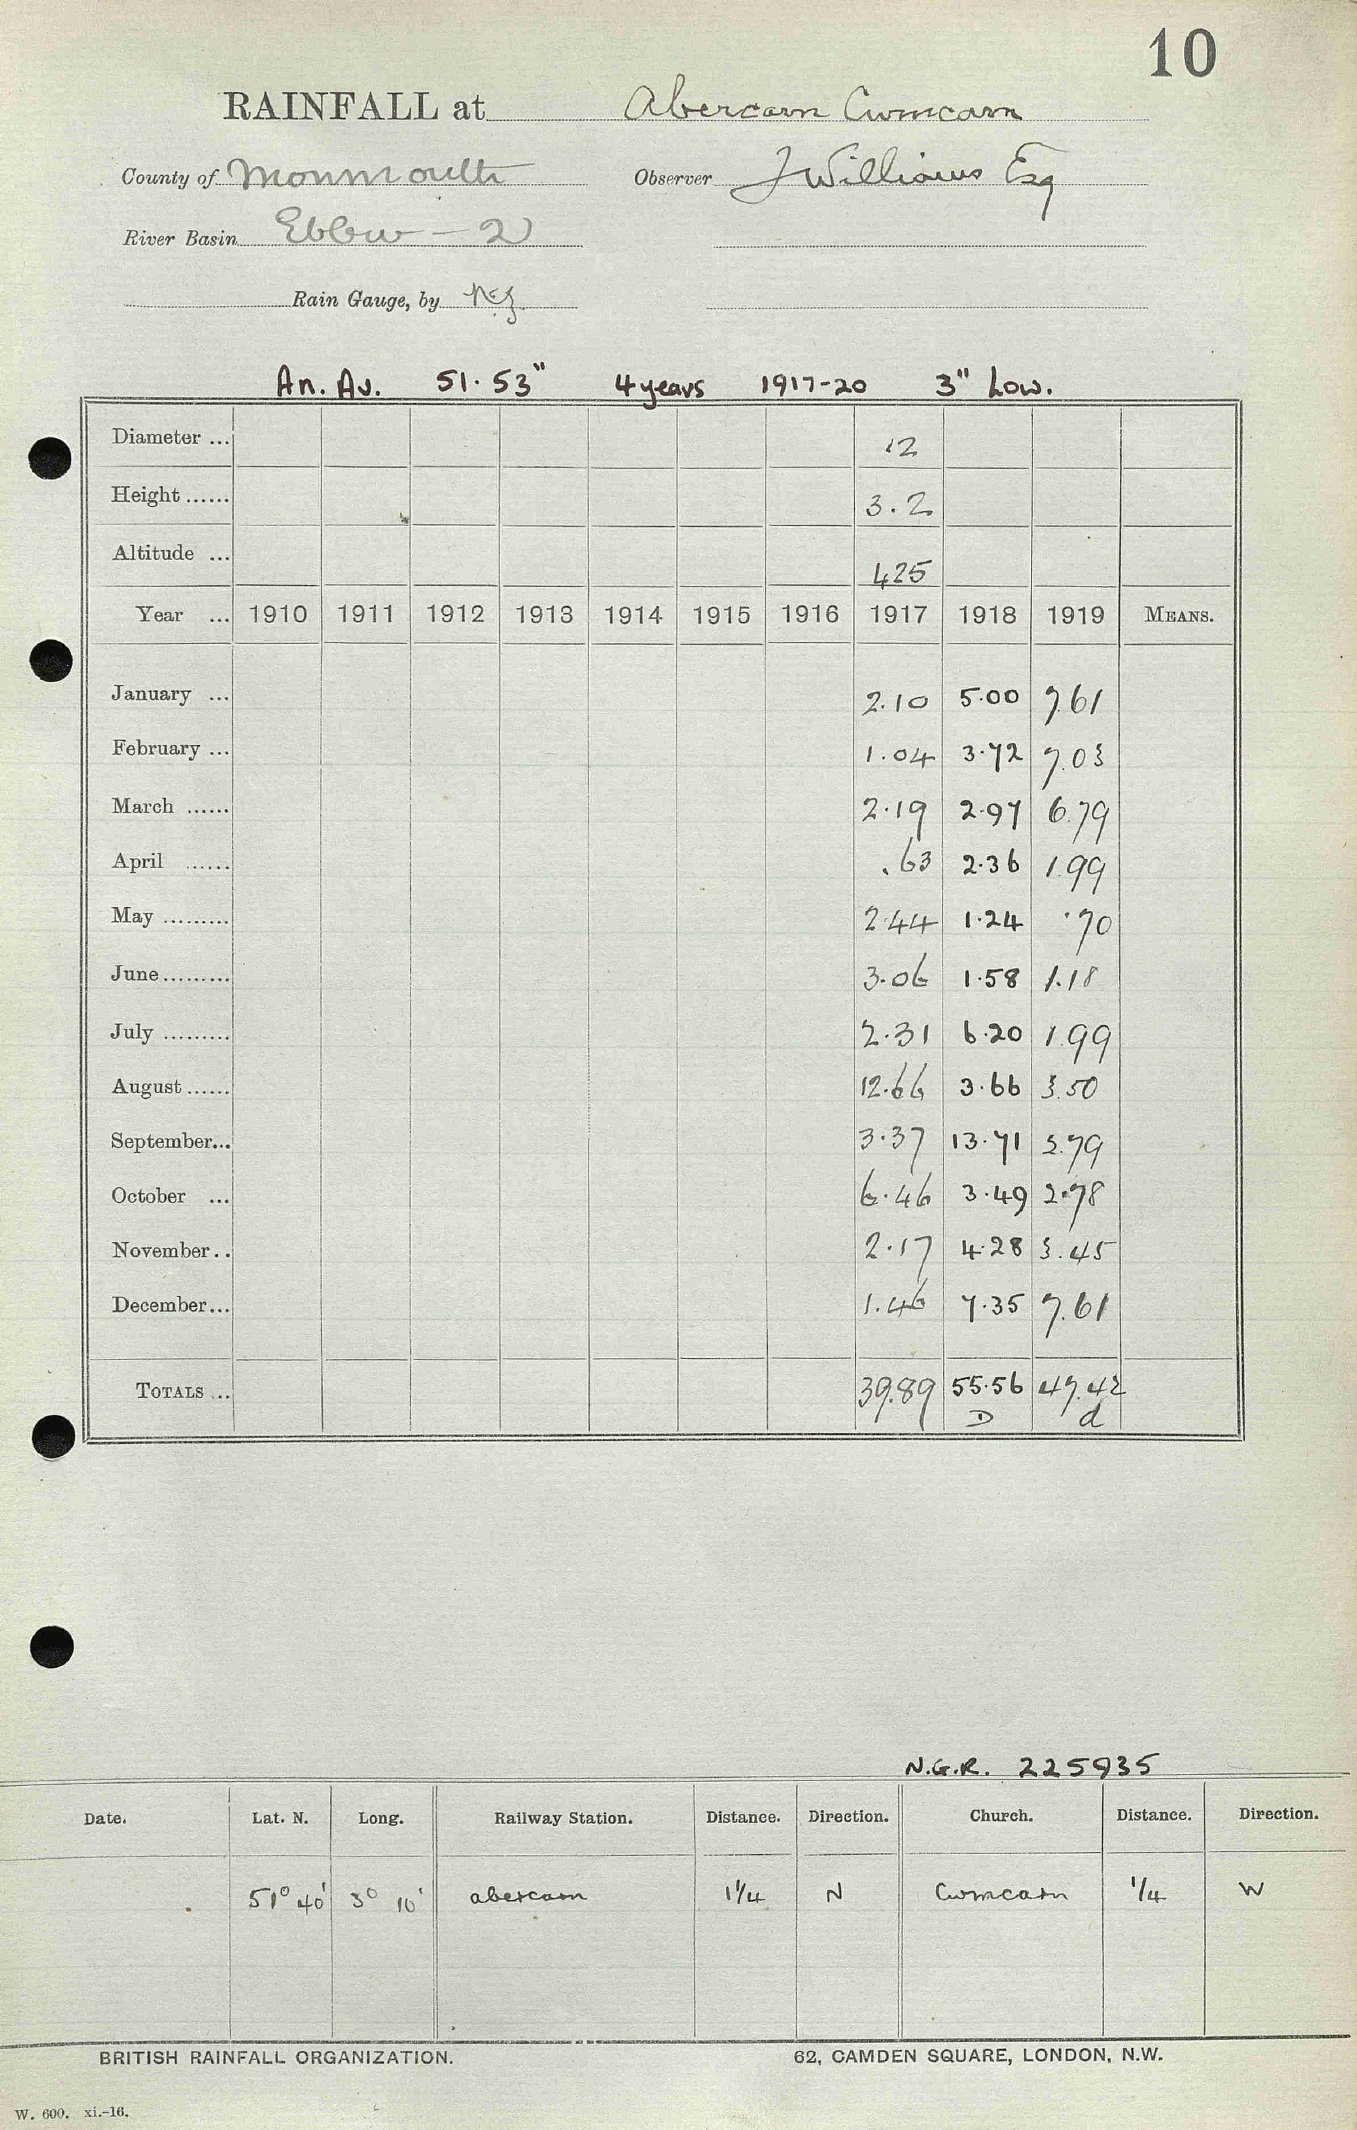 10
RAINFALL at Abercarn Cwmcarn
County of Monmouth Observer J Williams Esq
River Basin Ebbw – 2
Rain Gauge, by
An. Av. 51.53" 4 years 1917-20 3" Low.
Diameter ... 12
Height ...... 3.2
Altitude ... 425
Year ... 1910 1911 1912 1913 1914 1915 1916 1917 1918 1919 MEANS.
January ... 2.10 5.00 7.61
February ... 1.04 3.72 7.03
March ...... 2.19 2.97 6.79
April ...... .63 2.36 1.99
May ......... 2.44 1.24 .70
June ......... 3.06 1.58 1.18
July ......... 2.31 6.20 1.99
August ...... 12.66 3.66 3.50
September... 3.37 13.71 2.79
October ... 6.46 3.49 2.78
November.. 2.17 4.28 3.45
December... 1.46 7.35 7.61
TOTALS ... 39.89 55.56 47.42
D d
N.G.R. 225935
Date. Lat. N. Long. Railway Station. Distance. Direction. Church. Distance. Direction.
51° 40' 3° 10' abercarn 1 1/4 N Cwmcarn 1/4 W
BRITISH RAINFALL ORGANIZATION. 62, CAMDEN SQUARE, LONDON, N.W.
W. 600. xi.-16.